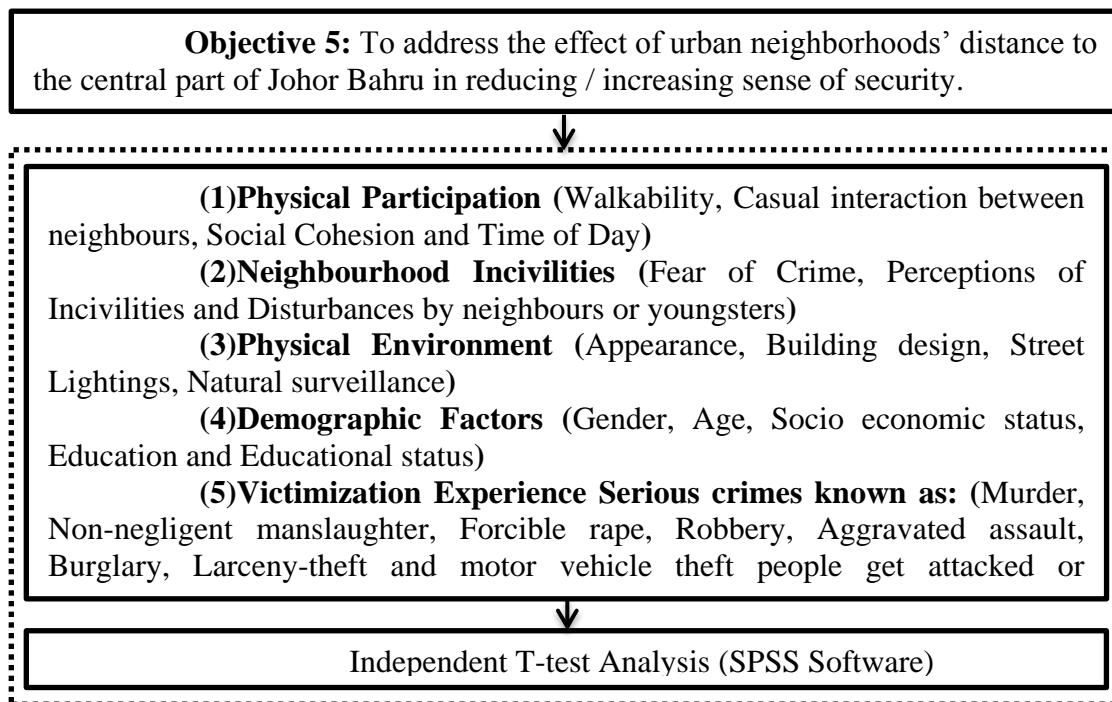 Objective 5: To address the effect of urban neighborhoods’ distance to
the central part of Johor Bahru in reducing / increasing sense of security.
(1)Physical Participation (Walkability, Casual interaction between
neighbours, Social Cohesion and Time of Day)
(2)Neighbourhood Incivilities (Fear of Crime, Perceptions of
Incivilities and Disturbances by neighbours or youngsters)
(3)Physical Environment (Appearance, Building design, Street
Lightings, Natural surveillance)
(4)Demographic Factors (Gender, Age, Socio economic status,
Education and Educational status)
(5)Victimization Experience Serious crimes known as: (Murder,
Non-negligent manslaughter, Forcible rape, Robbery, Aggravated assault,
Burglary, Larceny-theft and motor vehicle theft people get attacked or
Independent T-test Analysis (SPSS Software)